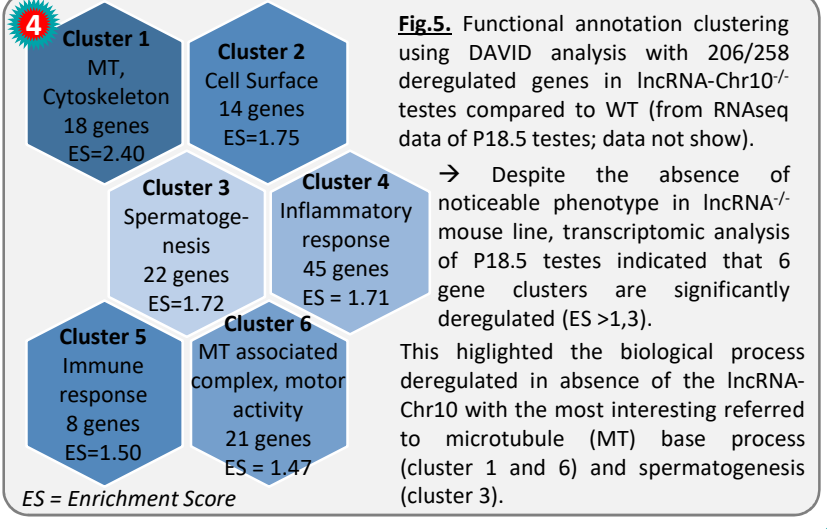 4
Cluster 1
MT,
Cytoskeleton
18 genes
ES=2.40
Cluster 2
Cell Surface
14 genes
ES=1.75
Cluster 3
Spermatoge-
nesis
22 genes
ES=1.72
Cluster 4
Inflammatory
response
45 genes
ES = 1.71
Cluster 5
Immune
response
8 genes
ES=1.50
Cluster 6
MT associated
complex, motor
activity
21 genes
ES = 1.47
ES = Enrichment Score
Fig.5. Functional annotation clustering
using DAVID analysis with 206/258
deregulated genes in lncRNA-Chr10-/-
testes compared to WT (from RNAseq
data of P18.5 testes; data not show).
→ Despite the absence of
noticeable phenotype in lncRNA-/-
mouse line, transcriptomic analysis
of P18.5 testes indicated that 6
gene clusters are significantly
deregulated (ES >1,3).
This higlighted the biological process
deregulated in absence of the lncRNA-
Chr10 with the most interesting referred
to microtubule (MT) base process
(cluster 1 and 6) and spermatogenesis
(cluster 3).